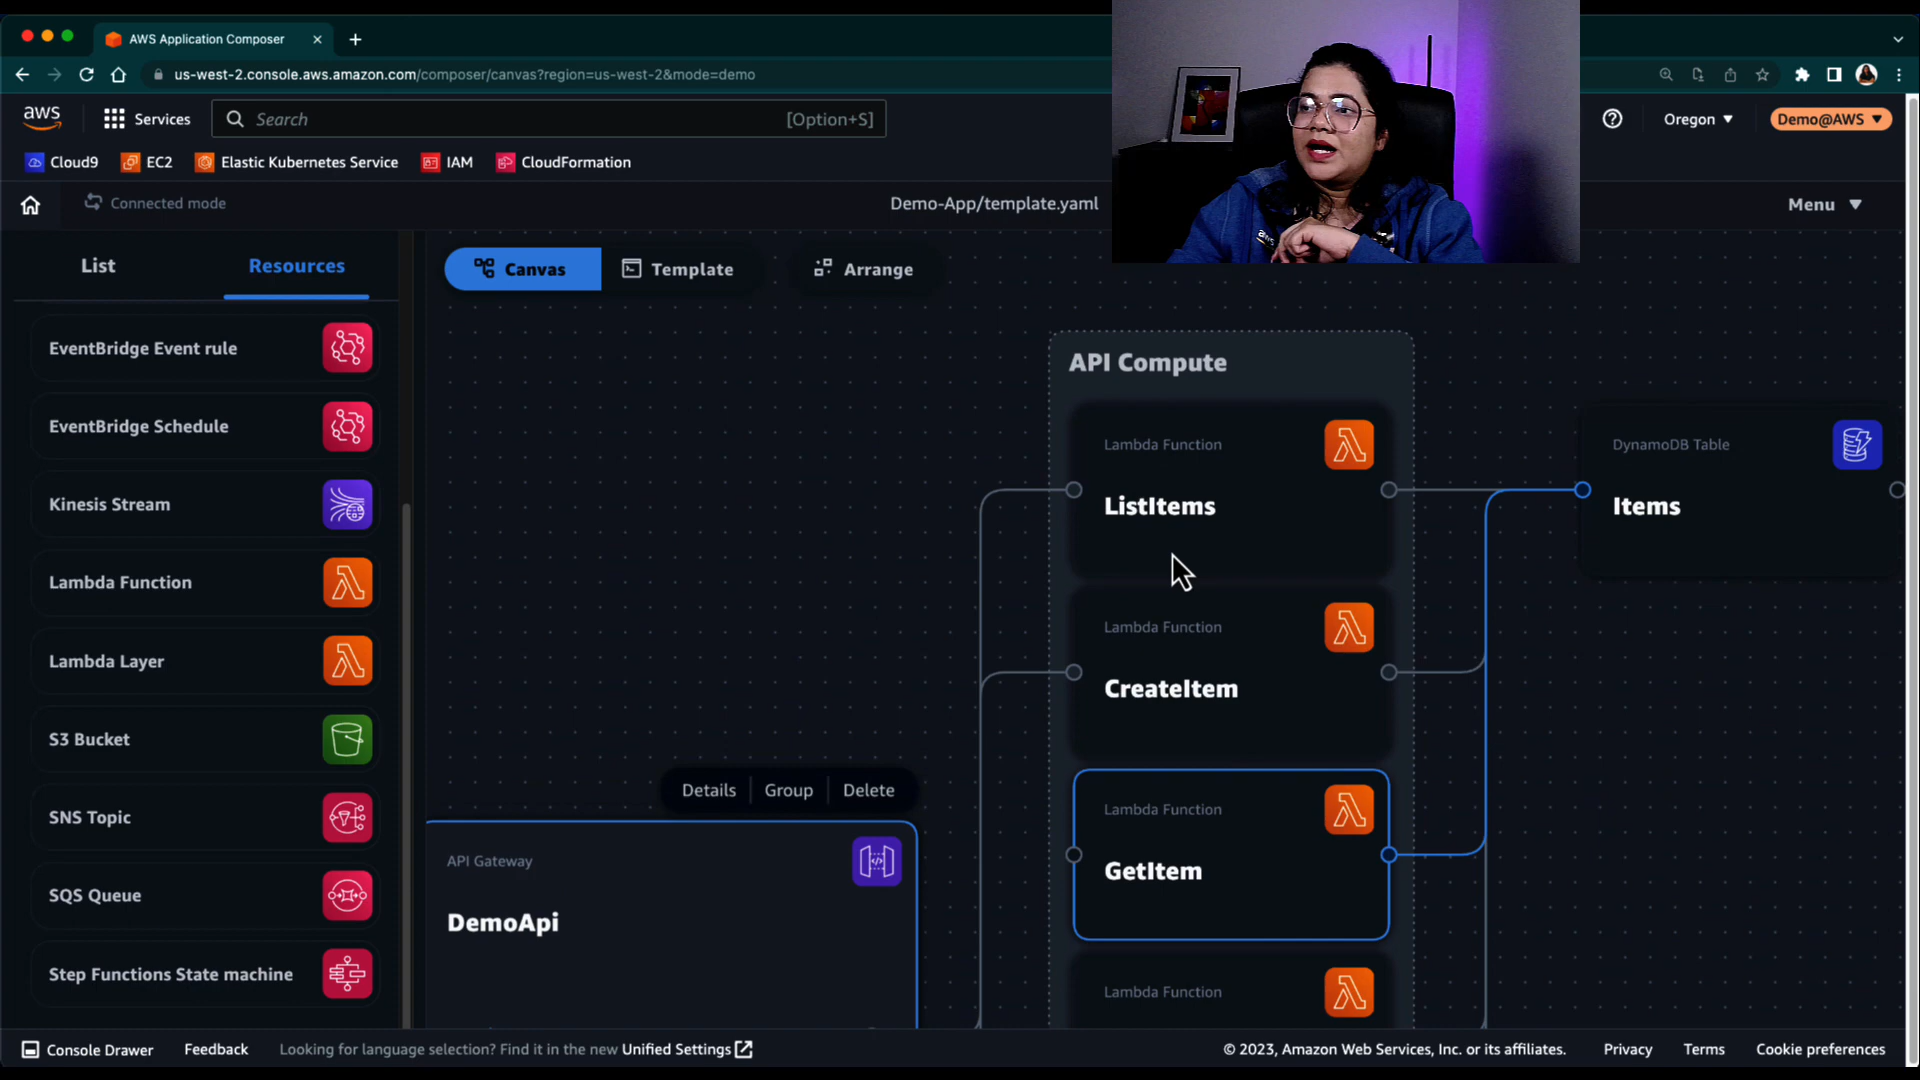 AWS Application Composer
us-west-2.console.aws.amazon.com/composer/canvas?region=us-west-2&mode=demo
aws
Services
Search
[Option+S]
Oregon
Demo@AWS
Cloud9
EC2
Elastic Kubernetes Service
IAM
CloudFormation
Connected mode
Demo-App/template.yaml
Menu
List
Resources
Canvas
Template
Arrange
EventBridge Event rule
EventBridge Schedule
Kinesis Stream
Lambda Function
Lambda Layer
S3 Bucket
SNS Topic
SQS Queue
Step Functions State machine
API Compute
Lambda Function
ListItems
Lambda Function
CreateItem
Lambda Function
GetItem
Lambda Function
DynamoDB Table
Items
Details
Group
Delete
API Gateway
DemoApi
Console Drawer
Feedback
Looking for language selection? Find it in the new Unified Settings
© 2023, Amazon Web Services, Inc. or its affiliates.
Privacy
Terms
Cookie preferences